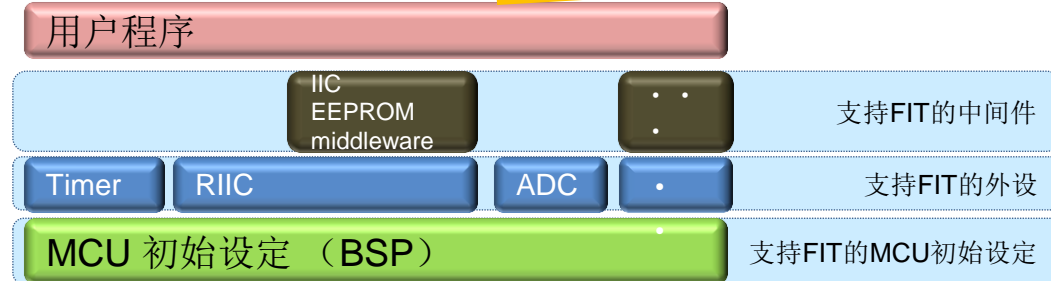 用户程序
IIC
EEPROM
middleware
・・
・
支持FIT的中间件
Timer
RIIC
ADC
・
支持FIT的外设
・
MCU 初始设定 （BSP）
支持FIT的MCU初始设定